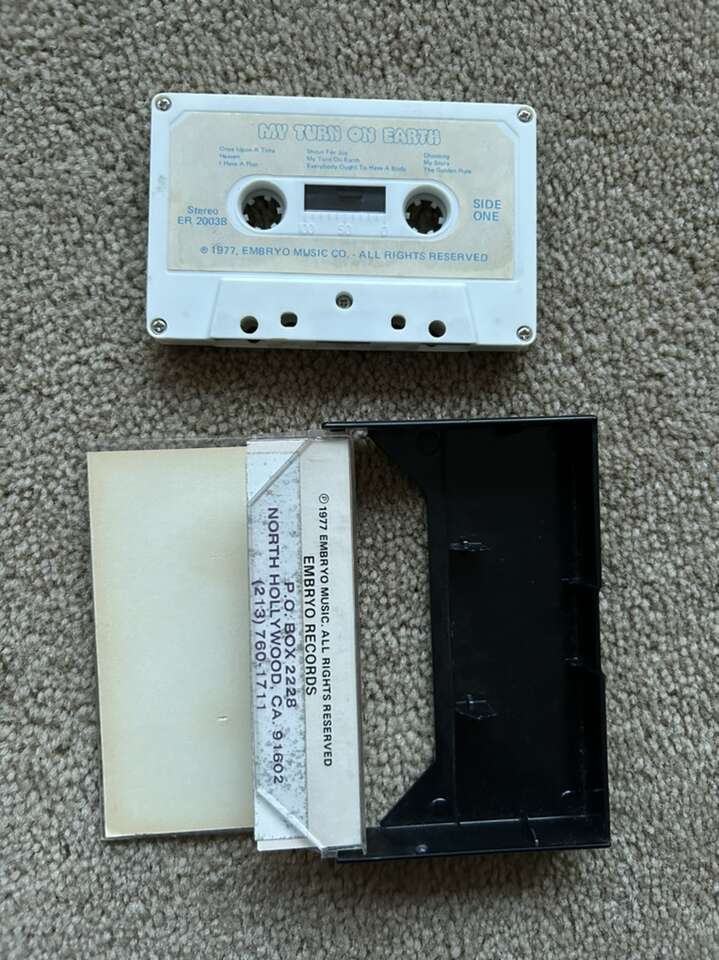 MY TURN ON EARTH
Once Upon A Time
Heaven
I Have A Plan
Shout For Joy
My Turn On Earth
Everybody Ought To Have A Body
Choosing
My Story
The Golden Rule
Stereo
ER 2003B
100 50 0
SIDE
ONE
℗ 1977, EMBRYO MUSIC CO. - ALL RIGHTS RESERVED
℗ 1977 EMBRYO MUSIC. ALL RIGHTS RESERVED
EMBRYO RECORDS
P.O. BOX 2228
NORTH HOLLYWOOD, CA. 91602
(213) 760-1711